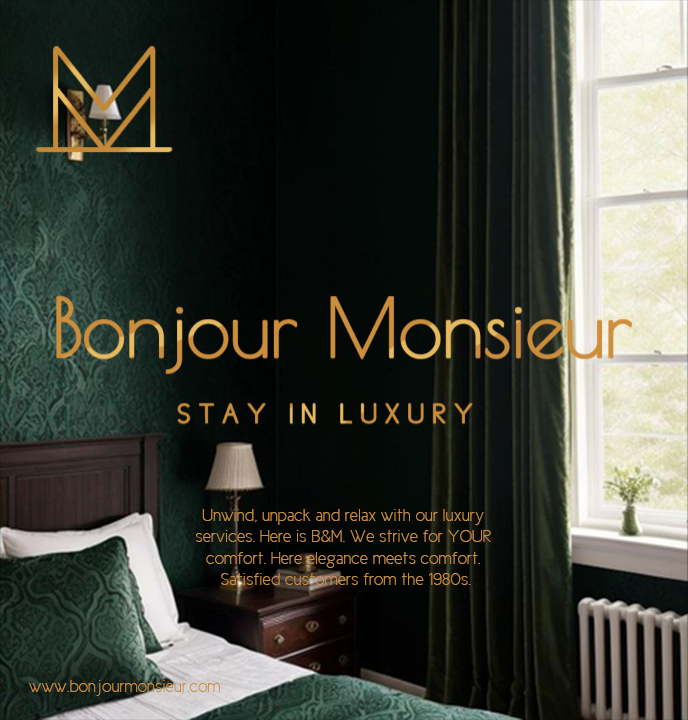 Bonjour Monsieur
STAY IN LUXURY
Unwind, unpack and relax with our luxury
services. Here is B&M. We strive for YOUR
comfort. Here elegance meets comfort.
Satisfied customers from the 1980s.
www.bonjourmonsieur.com